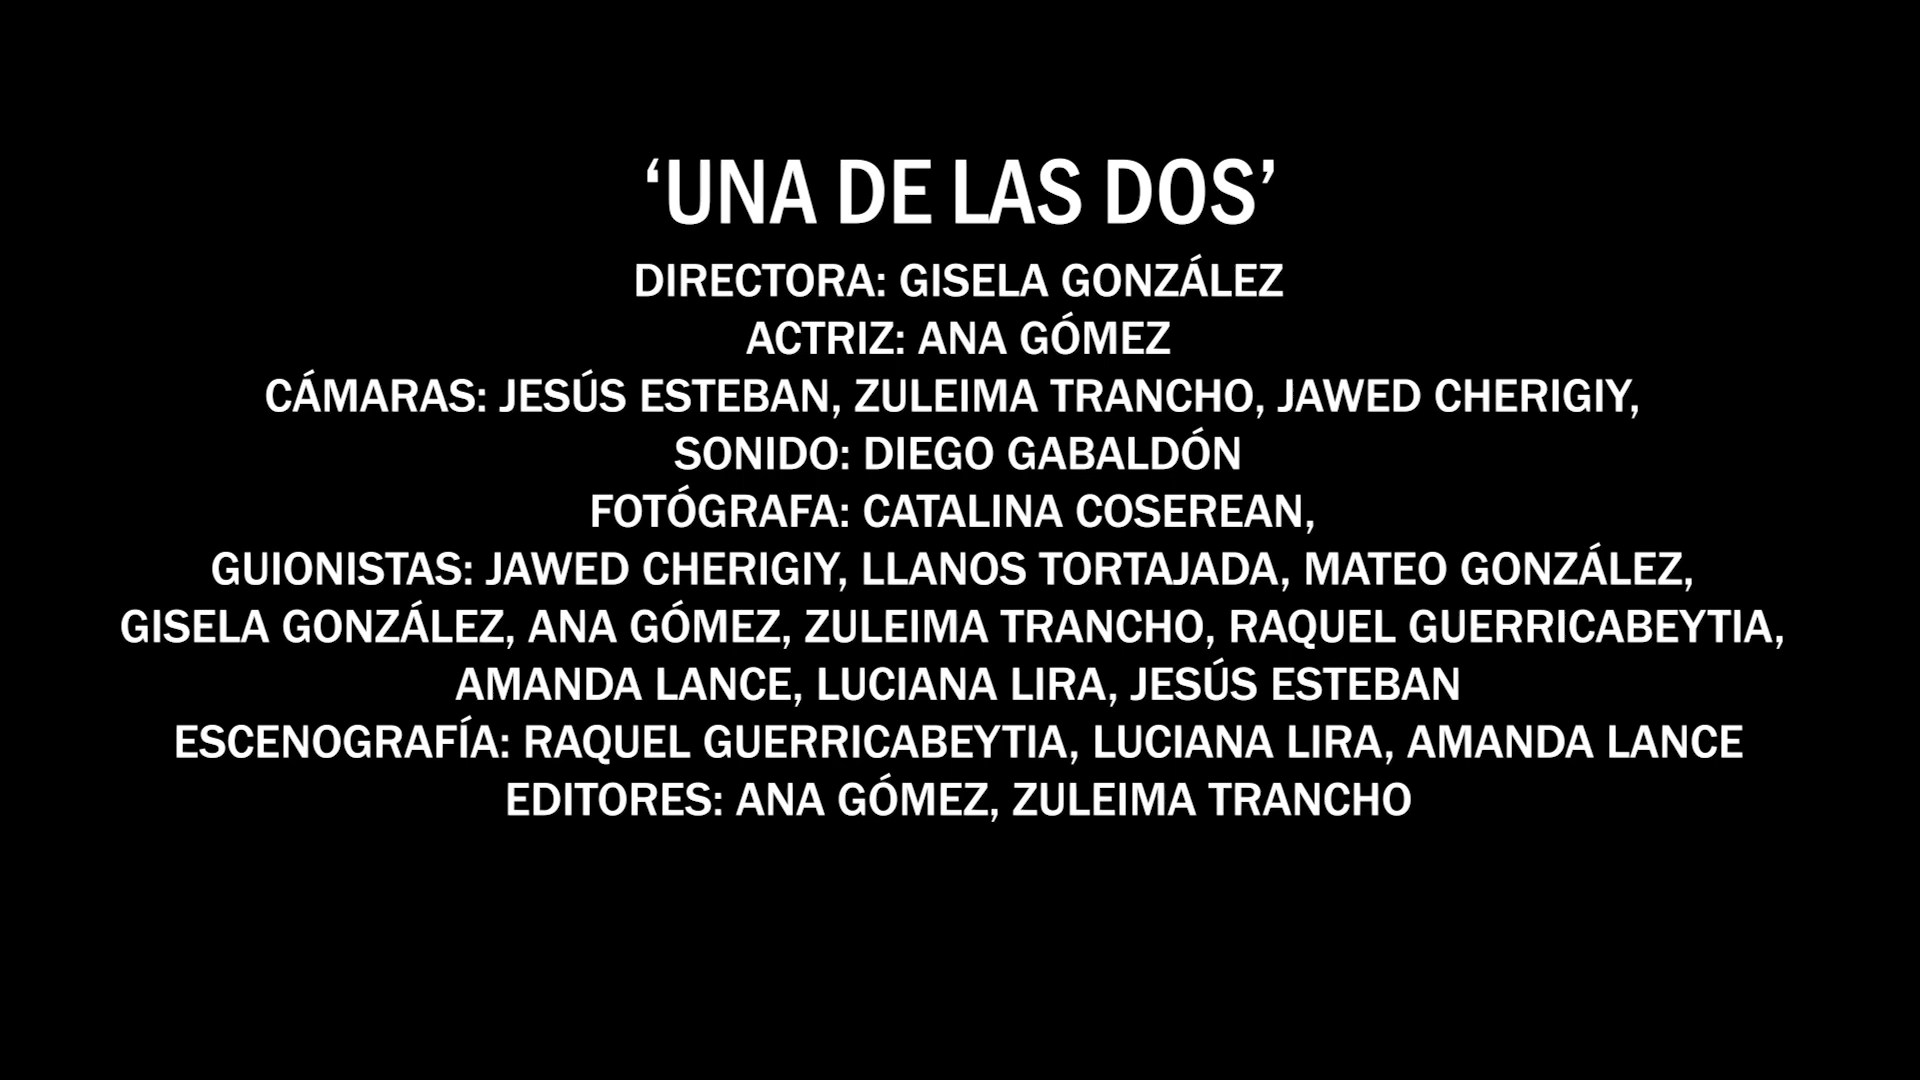 ‘UNA DE LAS DOS’
DIRECTORA: GISELA GONZÁLEZ
ACTRIZ: ANA GÓMEZ
CÁMARAS: JESÚS ESTEBAN, ZULEIMA TRANCHO, JAWED CHERIGIY,
SONIDO: DIEGO GABALDÓN
FOTÓGRAFA: CATALINA COSEREAN,
GUIONISTAS: JAWED CHERIGIY, LLANOS TORTAJADA, MATEO GONZÁLEZ,
GISELA GONZÁLEZ, ANA GÓMEZ, ZULEIMA TRANCHO, RAQUEL GUERRICABEYTIA,
AMANDA LANCE, LUCIANA LIRA, JESÚS ESTEBAN
ESCENOGRAFÍA: RAQUEL GUERRICABEYTIA, LUCIANA LIRA, AMANDA LANCE
EDITORES: ANA GÓMEZ, ZULEIMA TRANCHO